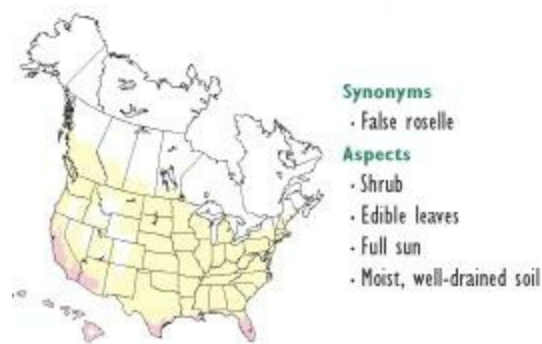 Synonyms
· False roselle
Aspects
· Shrub
· Edible leaves
· Full sun
· Moist, well-drained soil